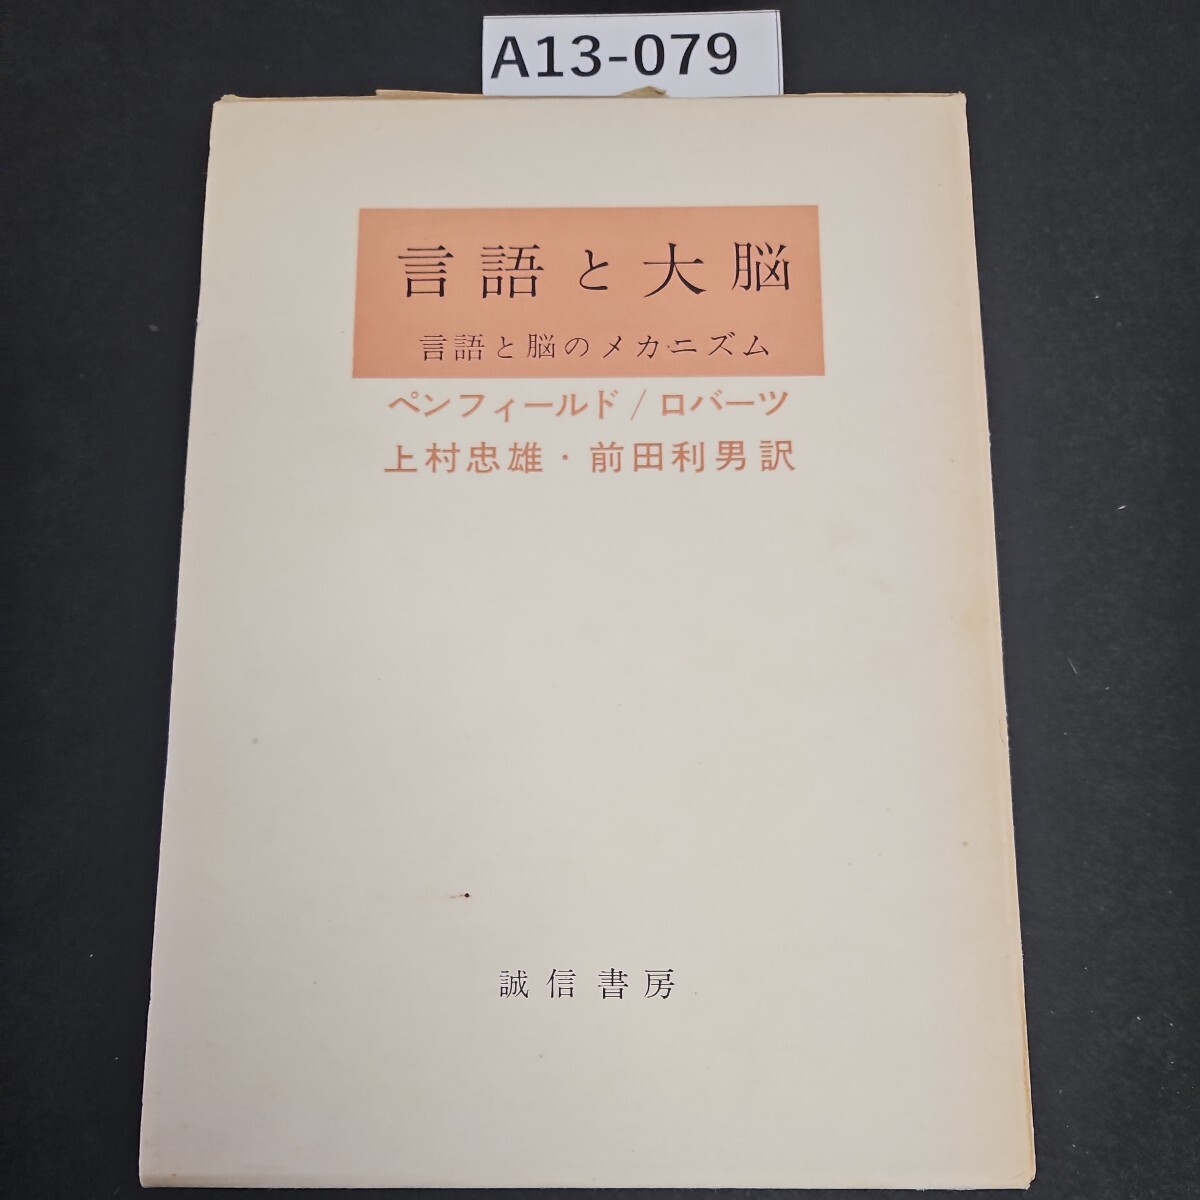 A13-079
言語と大脳
言語と脳のメカニズム
ペンフィールド/ロバーツ
上村忠雄・前田利男訳
誠信書房